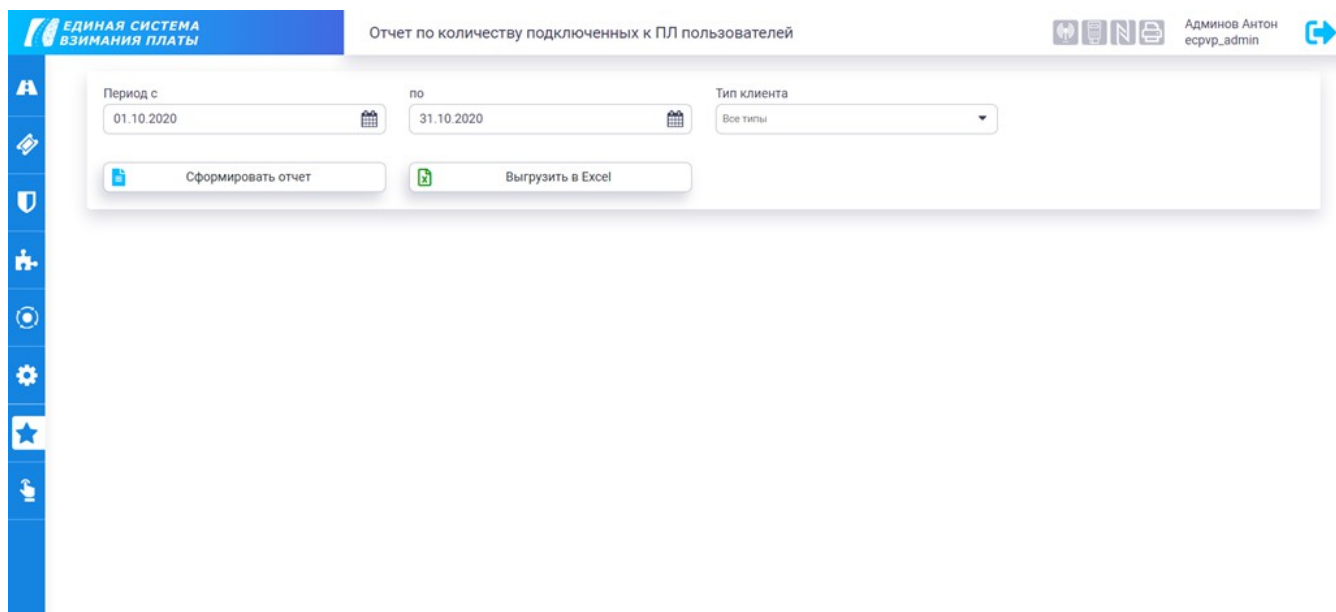 ЕДИНАЯ СИСТЕМА
ВЗИМАНИЯ ПЛАТЫ
Отчет по количеству подключенных к ПЛ пользователей
Админов Антон
ecpvp_admin
Период с
по
Тип клиента
01.10.2020
31.10.2020
Все типы
Сформировать отчет
Выгрузить в Excel